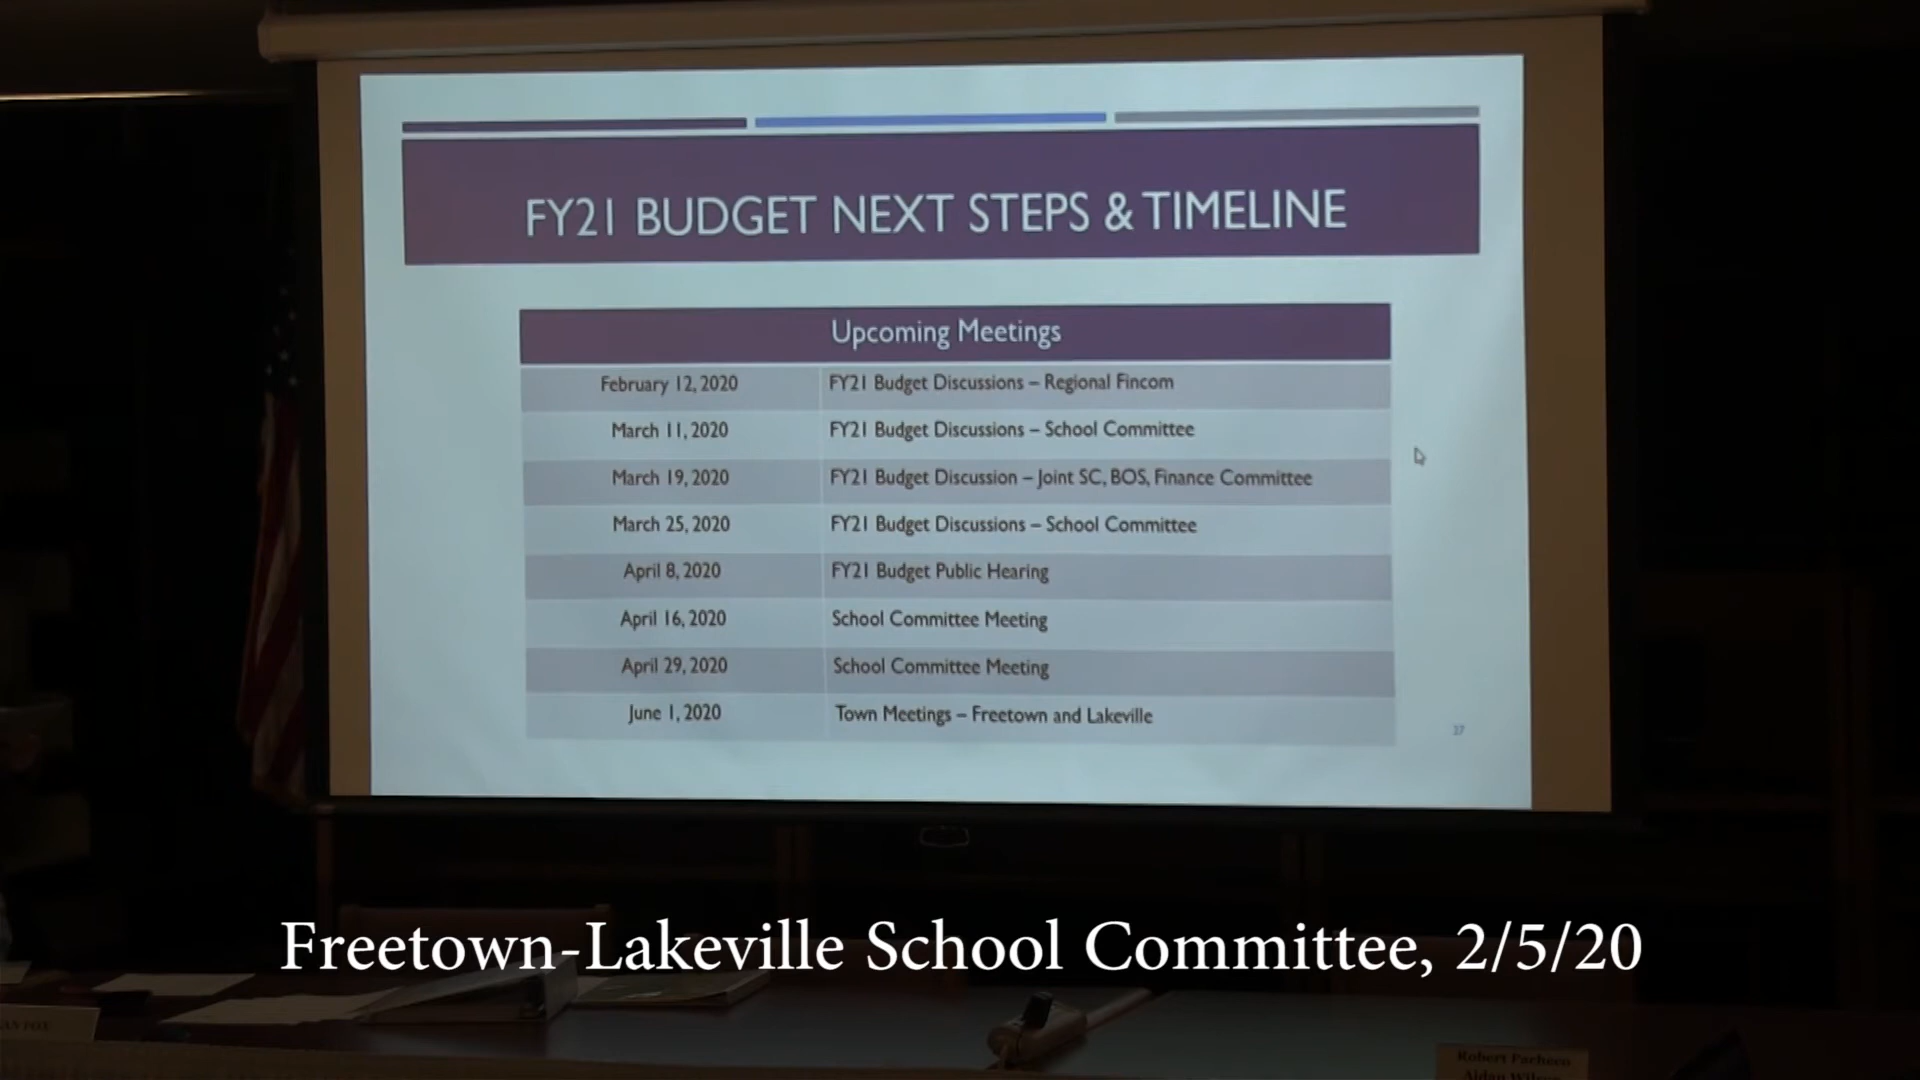 FY21 BUDGET NEXT STEPS & TIMELINE
Upcoming Meetings
February 12, 2020 FY21 Budget Discussions – Regional Fincom
March 11, 2020 FY21 Budget Discussions – School Committee
March 19, 2020 FY21 Budget Discussion – Joint SC, BOS, Finance Committee
March 25, 2020 FY21 Budget Discussions – School Committee
April 8, 2020 FY21 Budget Public Hearing
April 16, 2020 School Committee Meeting
April 29, 2020 School Committee Meeting
June 1, 2020 Town Meetings – Freetown and Lakeville
27
Freetown-Lakeville School Committee, 2/5/20
Robert Pacheco
Aidan